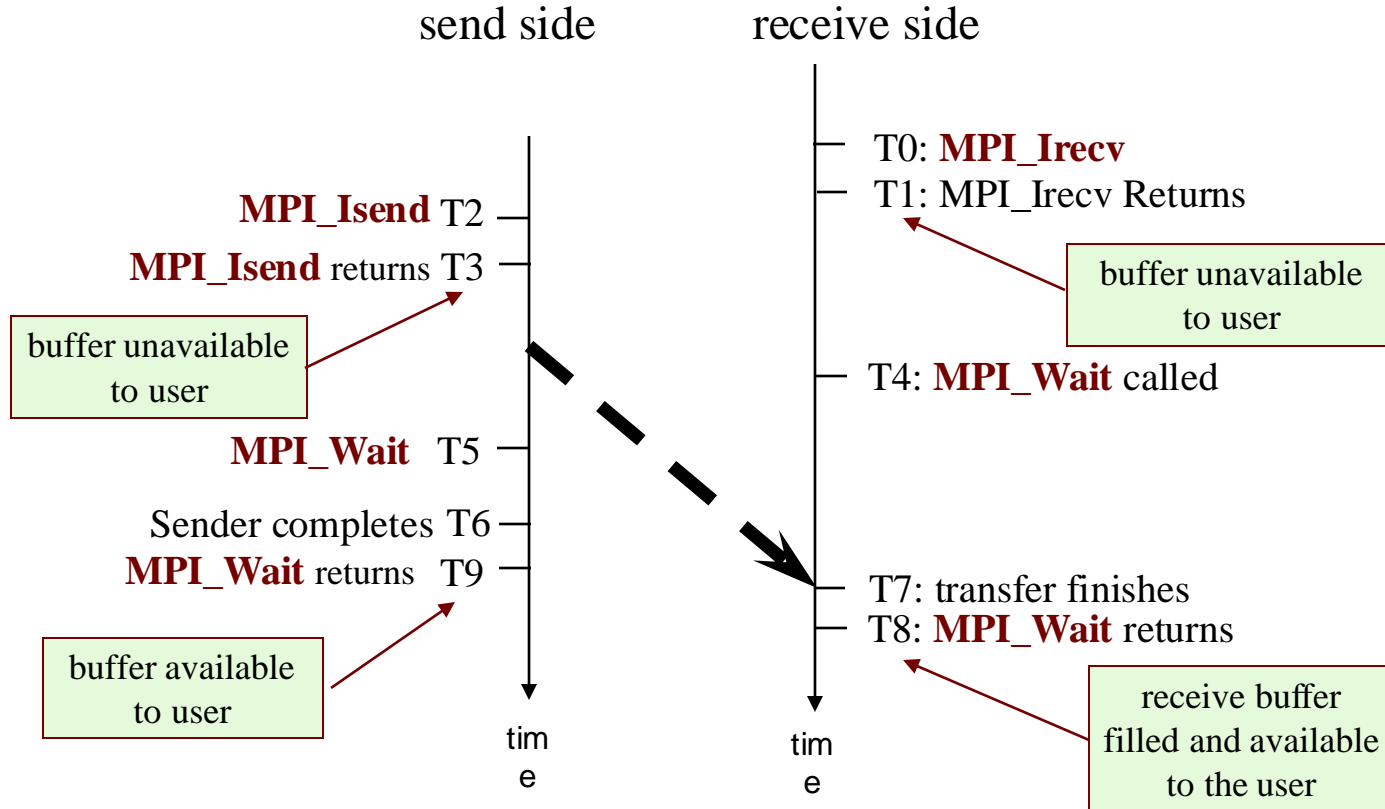 send side
receive side
T0: MPI_Irecv
T1: MPI_Irecv Returns
MPI_Isend T2
MPI_Isend returns T3
buffer unavailable
to user
buffer unavailable
to user
T4: MPI_Wait called
MPI_Wait T5
Sender completes T6
MPI_Wait returns T9
T7: transfer finishes
T8: MPI_Wait returns
buffer available
to user
receive buffer
filled and available
to the user
tim
e
tim
e